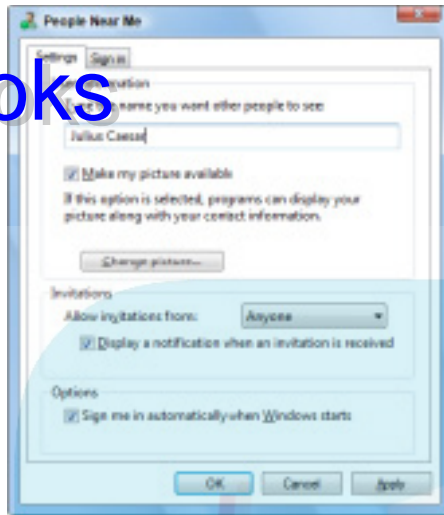 People Near Me
Settings Sign in
oks
Type the name you want other people to see:
Julius Caesar
Make my picture available
If this option is selected, programs can display your
picture along with your contact information.
Change picture...
Invitations
Allow invitations from: Anyone
Display a notification when an invitation is received
Options
Sign me in automatically when Windows starts
OK Cancel Apply